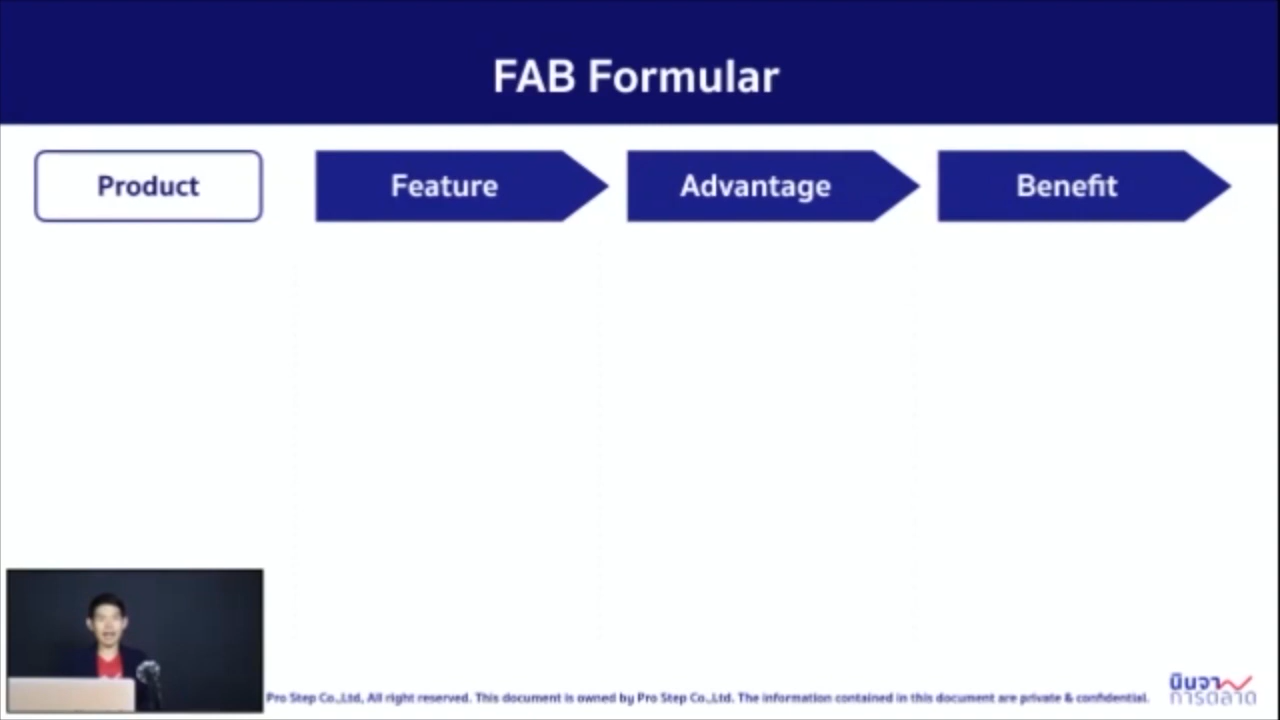 FAB Formular
Product
Feature
Advantage
Benefit
Pro Step Co.,Ltd, All right reserved. This document is owned by Pro Step Co.,Ltd. The information contained in this document are private & confidential.
นินจา
การตลาด